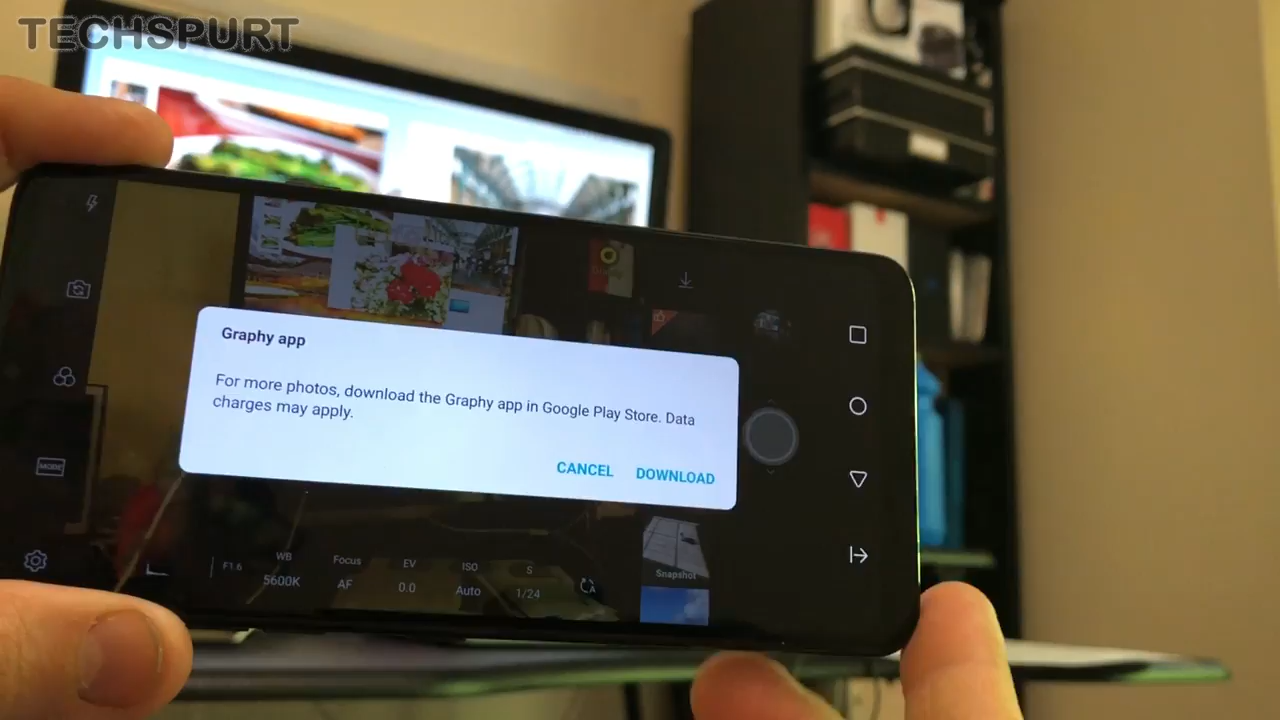 TECHSPURT
Graphy app
For more photos, download the Graphy app in Google Play Store. Data
charges may apply.
CANCEL DOWNLOAD
MODE
F1.6
WB
5600K
Focus
AF
EV
0.0
ISO
Auto
S
1/24
A
Snapshot